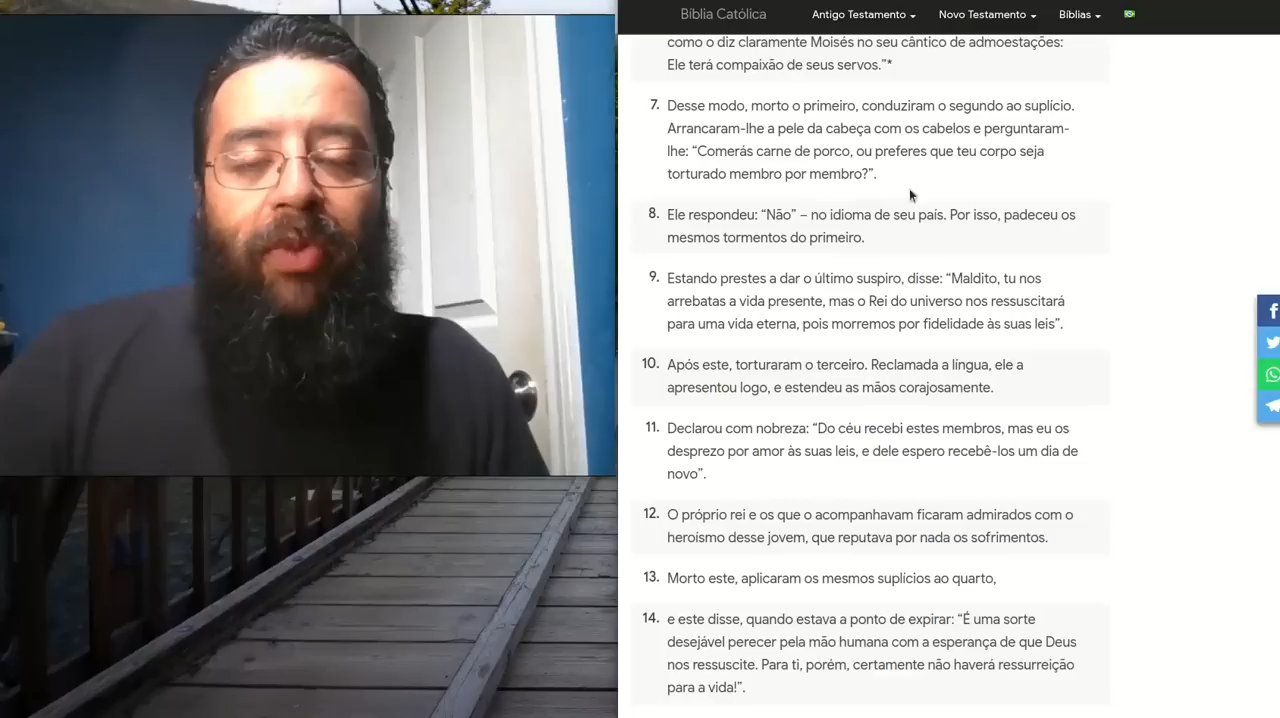 Bíblia Católica Antigo Testamento Novo Testamento Bíblias
como o diz claramente Moisés no seu cântico de admoestações:
Ele terá compaixão de seus servos.”*
7. Desse modo, morto o primeiro, conduziram o segundo ao suplício.
Arrancaram-lhe a pele da cabeça com os cabelos e perguntaram-
lhe: “Comerás carne de porco, ou preferes que teu corpo seja
torturado membro por membro?”.
8. Ele respondeu: “Não” – no idioma de seu país. Por isso, padeceu os
mesmos tormentos do primeiro.
9. Estando prestes a dar o último suspiro, disse: “Maldito, tu nos
arrebatas a vida presente, mas o Rei do universo nos ressuscitará
para uma vida eterna, pois morremos por fidelidade às suas leis”.
10. Após este, torturaram o terceiro. Reclamada a língua, ele a
apresentou logo, e estendeu as mãos corajosamente.
11. Declarou com nobreza: “Do céu recebi estes membros, mas eu os
desprezo por amor às suas leis, e dele espero recebê-los um dia de
novo”.
12. O próprio rei e os que o acompanhavam ficaram admirados com o
heroísmo desse jovem, que reputava por nada os sofrimentos.
13. Morto este, aplicaram os mesmos suplícios ao quarto,
14. e este disse, quando estava a ponto de expirar: “É uma sorte
desejável perecer pela mão humana com a esperança de que Deus
nos ressuscite. Para ti, porém, certamente não haverá ressurreição
para a vida!”.